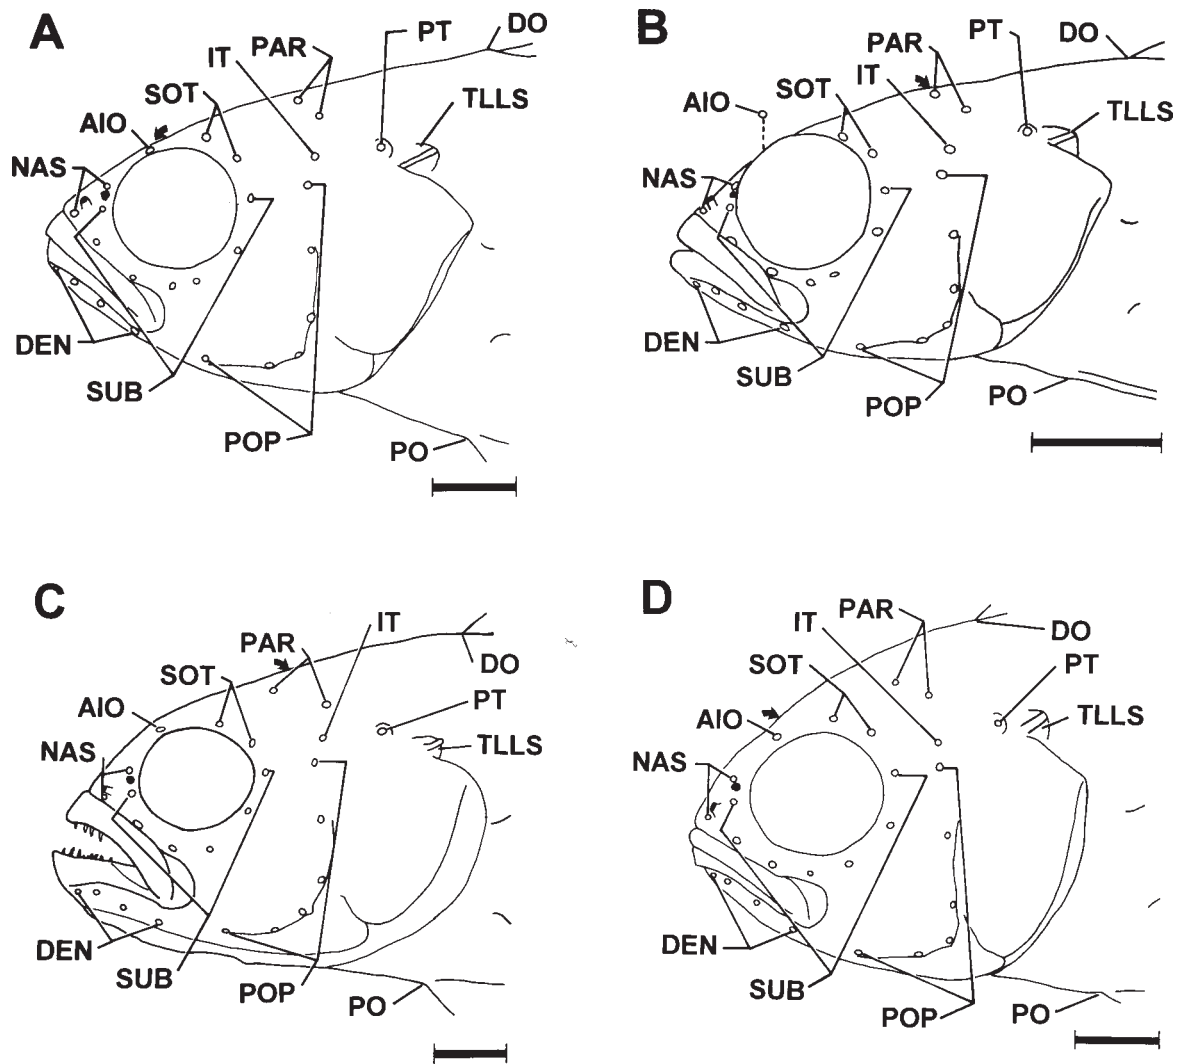 A
DO
PAR
PT
IT
SOT
TLLS
AIO
NAS
DEN
SUB
POP
PO
B
DO
PT
PAR
IT
SOT
AIO
TLLS
NAS
DEN
SUB
POP
PO
C
IT
PAR
DO
SOT
PT
AIO
TLLS
NAS
DEN
SUB
POP
PO
D
PAR
IT
DO
SOT
PT
AIO
TLLS
NAS
DEN
SUB
POP
PO